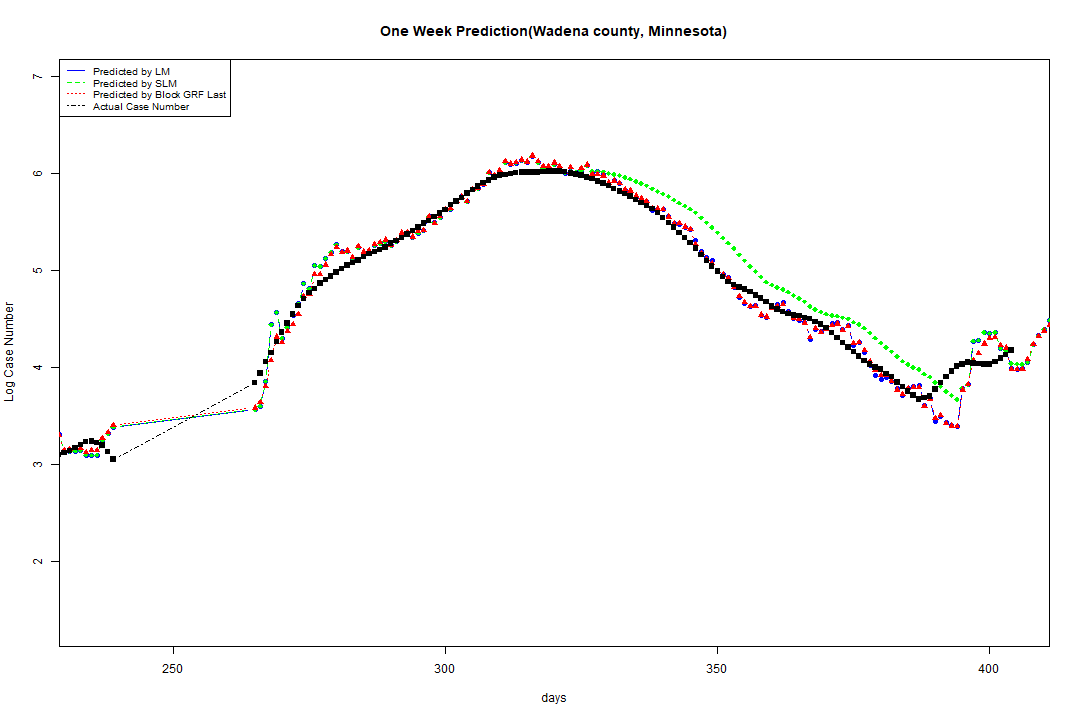 One Week Prediction(Wadena county, Minnesota)
Predicted by LM
Predicted by SLM
Predicted by Block GRF Last
Actual Case Number
7
6
5
4
3
2
Log Case Number
250
300
350
400
days